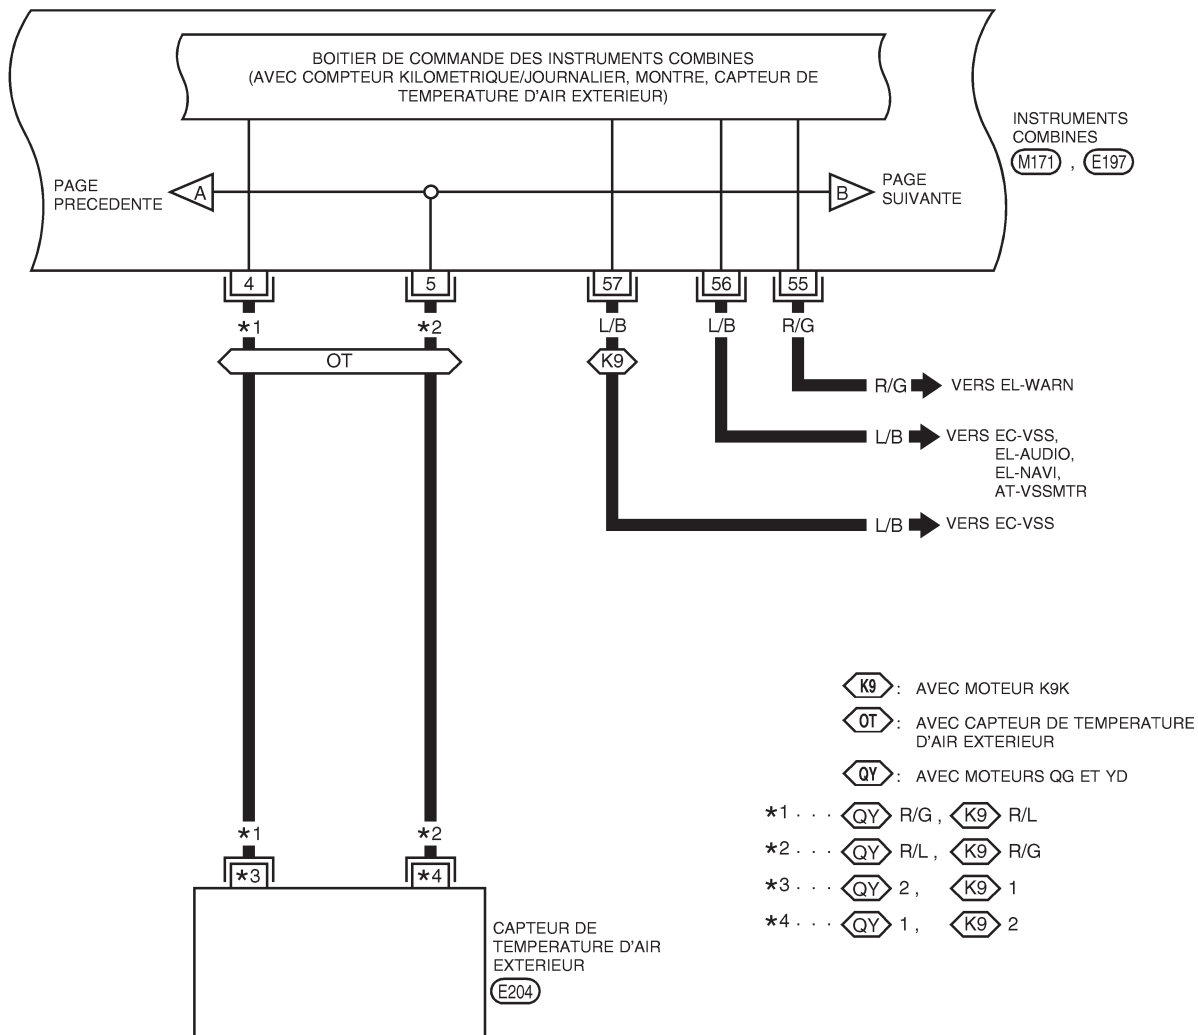 BOITIER DE COMMANDE DES INSTRUMENTS COMBINES
(AVEC COMPTEUR KILOMETRIQUE/JOURNALIER, MONTRE, CAPTEUR DE
TEMPERATURE D'AIR EXTERIEUR)
INSTRUMENTS
COMBINES
M171 , E197
PAGE
PRECEDENTE
A
B
PAGE
SUIVANTE
4
5
57
56
55
*1
*2
L/B
L/B
R/G
OT
K9
R/G
VERS EL-WARN
L/B
VERS EC-VSS,
EL-AUDIO,
EL-NAVI,
AT-VSSMTR
L/B
VERS EC-VSS
K9 : AVEC MOTEUR K9K
OT : AVEC CAPTEUR DE TEMPERATURE
D'AIR EXTERIEUR
QY : AVEC MOTEURS QG ET YD
*1 · · · QY R/G , K9 R/L
*2 · · · QY R/L , K9 R/G
*3 · · · QY 2 , K9 1
*4 · · · QY 1 , K9 2
*1
*2
*3
*4
CAPTEUR DE
TEMPERATURE D'AIR
EXTERIEUR
E204